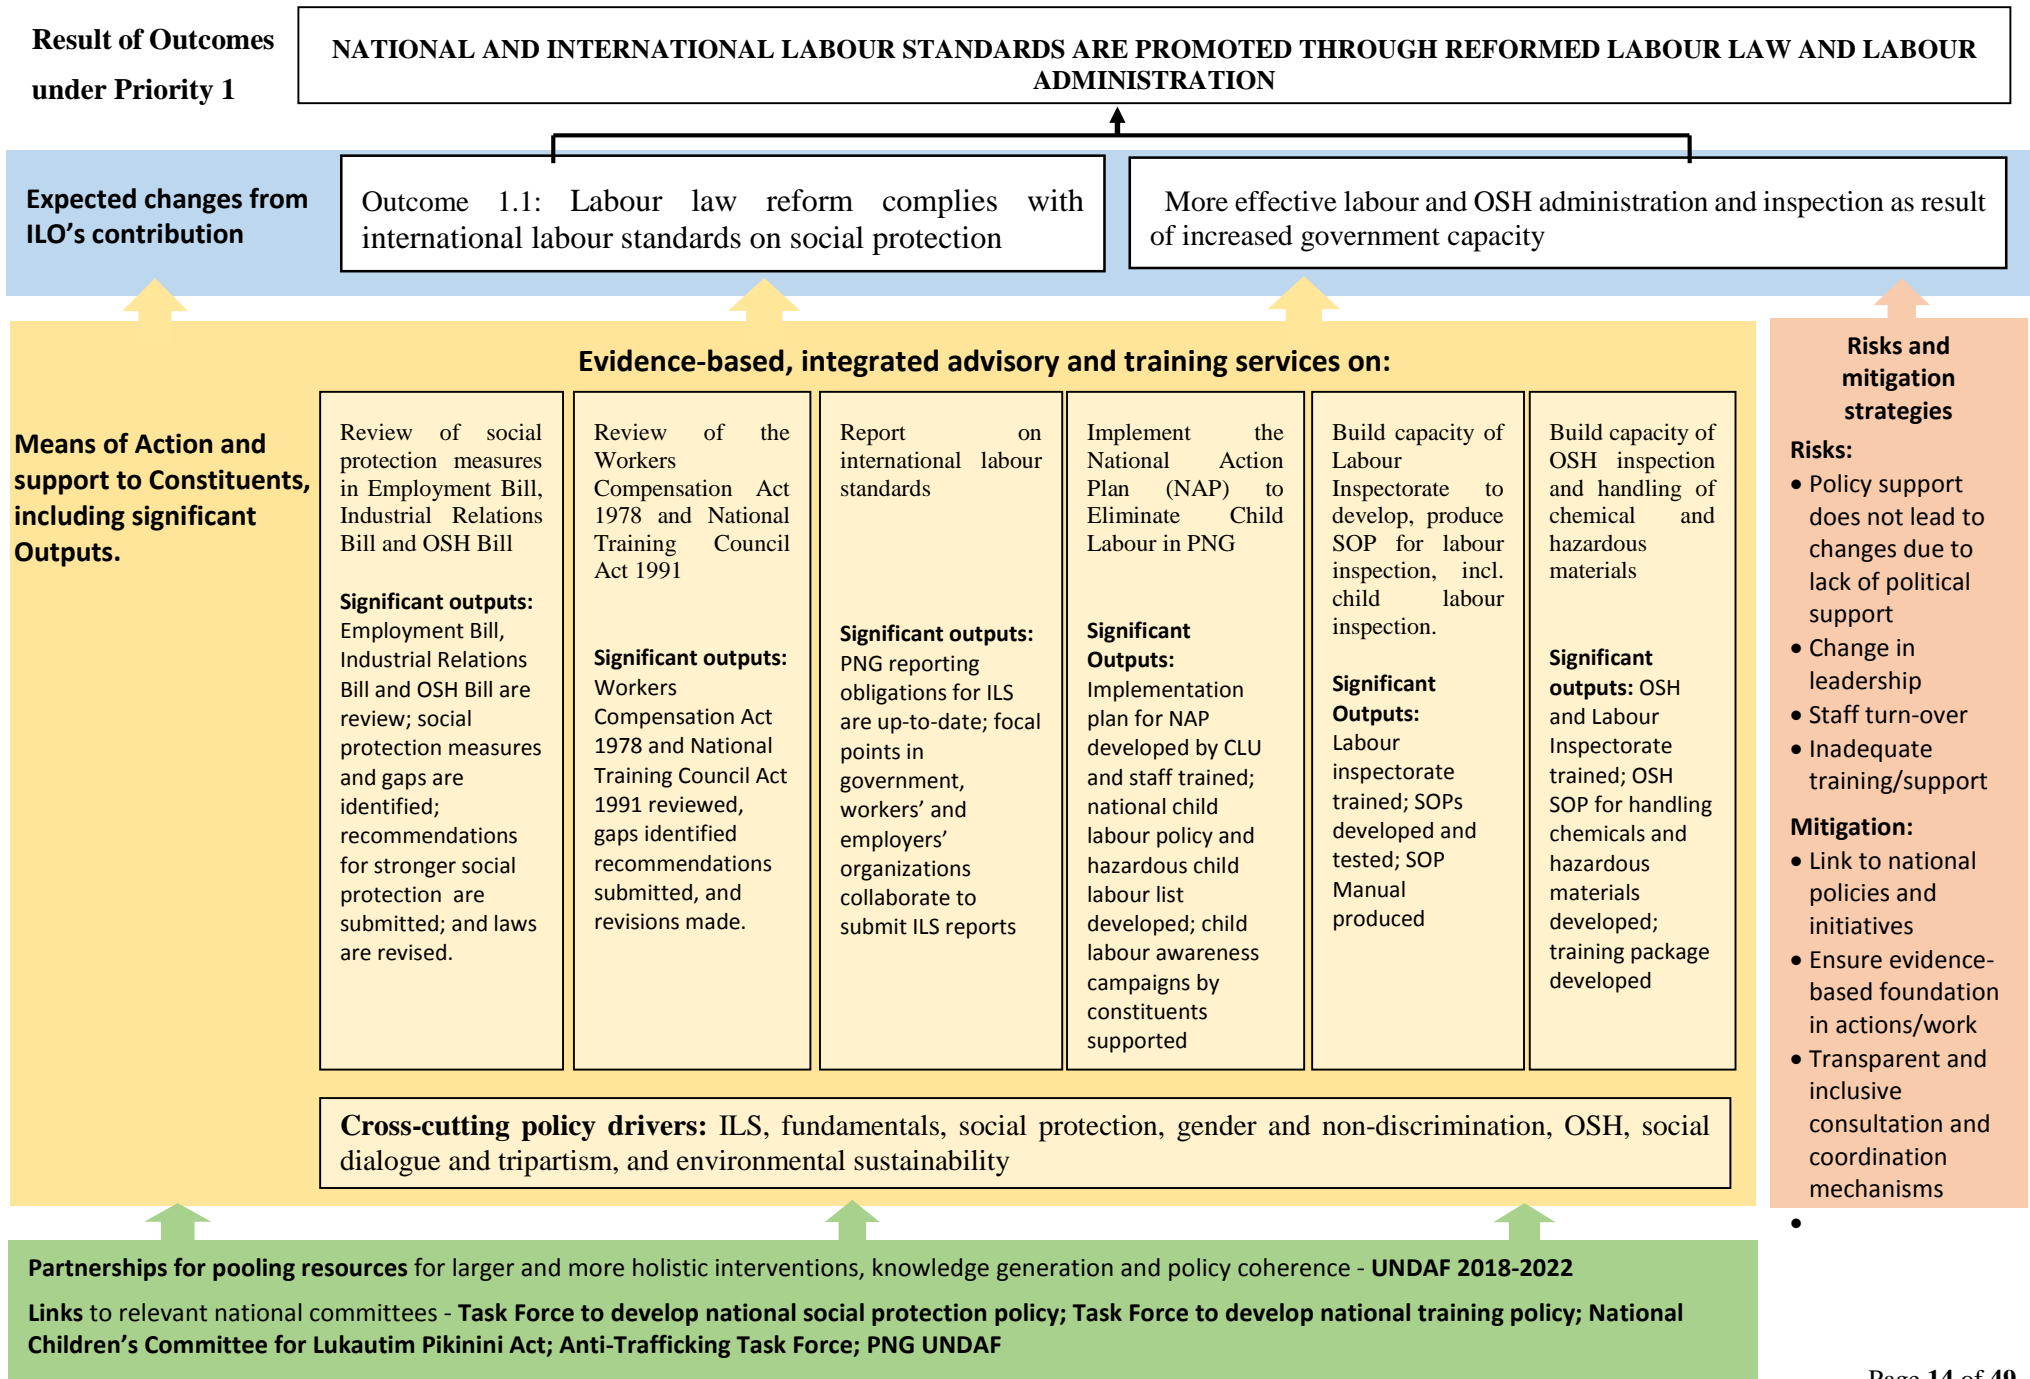 Result of Outcomes
under Priority 1
NATIONAL AND INTERNATIONAL LABOUR STANDARDS ARE PROMOTED THROUGH REFORMED LABOUR LAW AND LABOUR
ADMINISTRATION
Expected changes from
ILO’s contribution
Outcome 1.1: Labour law reform complies with
international labour standards on social protection
More effective labour and OSH administration and inspection as result
of increased government capacity
Means of Action and
support to Constituents,
including significant
Outputs.
Evidence-based, integrated advisory and training services on:
Review of social
protection measures
in Employment Bill,
Industrial Relations
Bill and OSH Bill
Significant outputs:
Employment Bill,
Industrial Relations
Bill and OSH Bill are
review; social
protection measures
and gaps are
identified;
recommendations
for stronger social
protection are
submitted; and laws
are revised.
Review of the
Workers
Compensation Act
1978 and National
Training Council
Act 1991
Significant outputs:
Workers
Compensation Act
1978 and National
Training Council Act
1991 reviewed,
gaps identified
recommendations
submitted, and
revisions made.
Report on
international labour
standards
Significant outputs:
PNG reporting
obligations for ILS
are up-to-date; focal
points in
government,
workers’ and
employers’
organizations
collaborate to
submit ILS reports
Implement the
National Action
Plan (NAP) to
Eliminate Child
Labour in PNG
Significant
Outputs:
Implementation
plan for NAP
developed by CLU
and staff trained;
national child
labour policy and
hazardous child
labour list
developed; child
labour awareness
campaigns by
constituents
supported
Build capacity of
Labour
Inspectorate to
develop, produce
SOP for labour
inspection, incl.
child labour
inspection.
Significant
Outputs:
Labour
inspectorate
trained; SOPs
developed and
tested; SOP
Manual
produced
Build capacity of
OSH inspection
and handling of
chemical and
hazardous
materials
Significant
outputs: OSH
and Labour
Inspectorate
trained; OSH
SOP for handling
chemicals and
hazardous
materials
developed;
training package
developed
Cross-cutting policy drivers: ILS, fundamentals, social protection, gender and non-discrimination, OSH, social
dialogue and tripartism, and environmental sustainability
Risks and
mitigation
strategies
Risks:
• Policy support
does not lead to
changes due to
lack of political
support
• Change in
leadership
• Staff turn-over
• Inadequate
training/support
Mitigation:
• Link to national
policies and
initiatives
• Ensure evidence-
based foundation
in actions/work
• Transparent and
inclusive
consultation and
coordination
mechanisms
•
Partnerships for pooling resources for larger and more holistic interventions, knowledge generation and policy coherence - UNDAF 2018-2022
Links to relevant national committees - Task Force to develop national social protection policy; Task Force to develop national training policy; National
Children’s Committee for Lukautim Pikinini Act; Anti-Trafficking Task Force; PNG UNDAF
Page 14 of 49